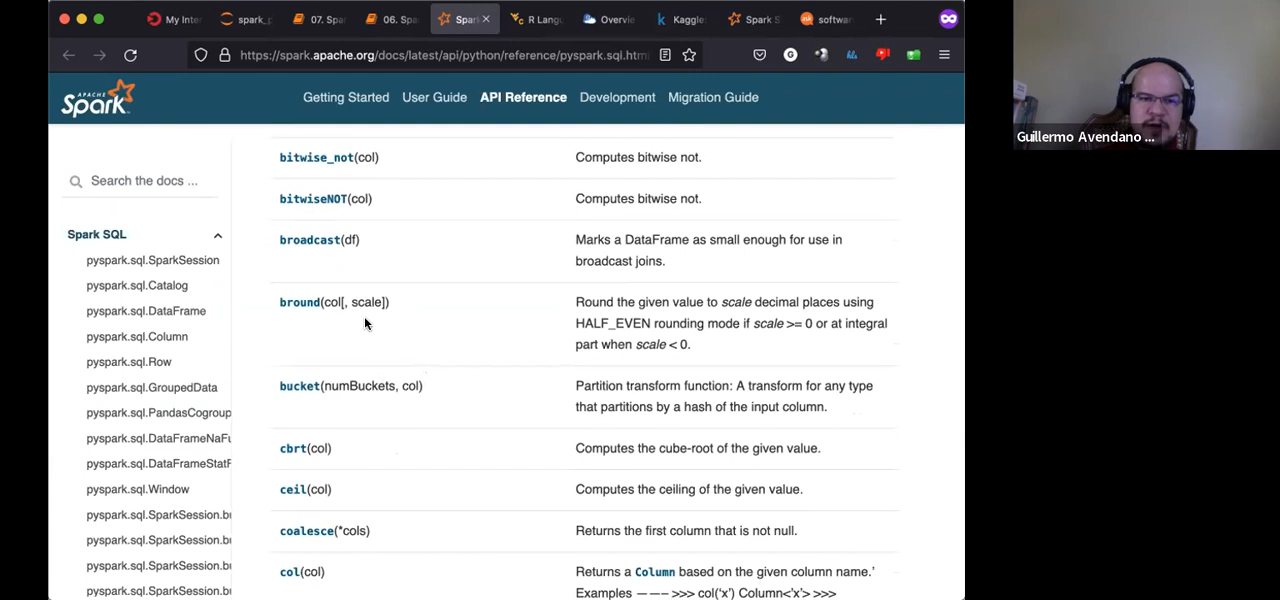 My Inte
spark_p
07. Spar
06. Spa
Spar
R Langu
Overvie
Kaggle:
Spark S
softwar
https://spark.apache.org/docs/latest/api/python/reference/pyspark.sql.htm
APACHE
Spark
Getting Started User Guide API Reference Development Migration Guide
Guillermo Avendano ...
Search the docs ...
Spark SQL
pyspark.sql.SparkSession
pyspark.sql.Catalog
pyspark.sql.DataFrame
pyspark.sql.Column
pyspark.sql.Row
pyspark.sql.GroupedData
pyspark.sql.PandasCogroup
pyspark.sql.DataFrameNaFu
pyspark.sql.DataFrameStatF
pyspark.sql.Window
pyspark.sql.SparkSession.bu
pyspark.sql.SparkSession.bu
pyspark.sql.SparkSession.bu
pyspark.sql.SparkSession.bu
bitwise_not(col) Computes bitwise not.
bitwiseNOT(col) Computes bitwise not.
broadcast(df) Marks a DataFrame as small enough for use in
broadcast joins.
bround(col[, scale]) Round the given value to scale decimal places using
HALF_EVEN rounding mode if scale >= 0 or at integral
part when scale < 0.
bucket(numBuckets, col) Partition transform function: A transform for any type
that partitions by a hash of the input column.
cbrt(col) Computes the cube-root of the given value.
ceil(col) Computes the ceiling of the given value.
coalesce(*cols) Returns the first column that is not null.
col(col) Returns a Column based on the given column name.’
Examples ——– >>> col(‘x’) Column<’x’> >>>